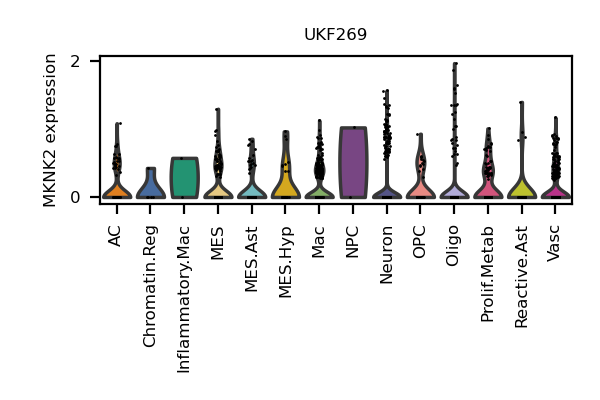 UKF269
MKNK2 expression
2
0
AC
Chromatin.Reg
Inflammatory.Mac
MES
MES.Ast
MES.Hyp
Mac
NPC
Neuron
OPC
Oligo
Prolif.Metab
Reactive.Ast
Vasc